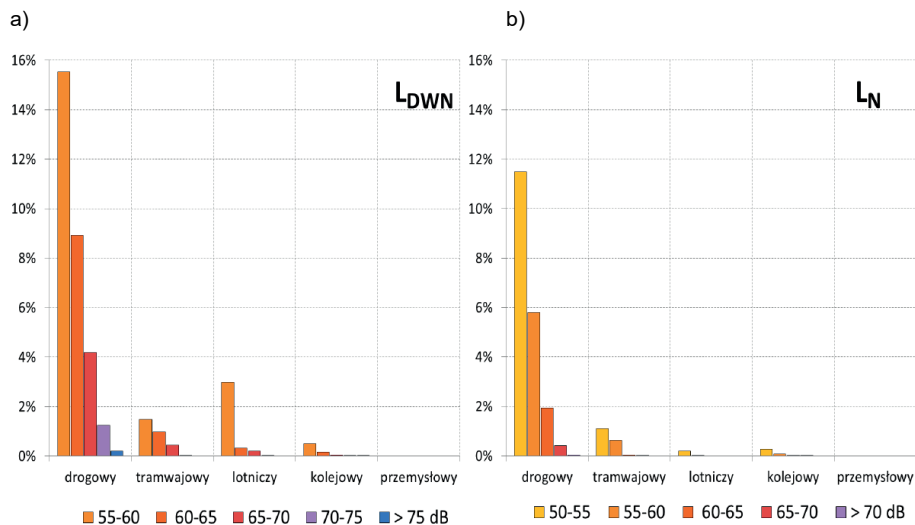 a)
16%
14%
12%
10%
8%
6%
4%
2%
0%
LDWN
drogowy tramwajowy lotniczy kolejowy przemysłowy
55-60 60-65 65-70 70-75 > 75 dB
b)
16%
14%
12%
10%
8%
6%
4%
2%
0%
LN
drogowy tramwajowy lotniczy kolejowy przemysłowy
50-55 55-60 60-65 65-70 > 70 dB